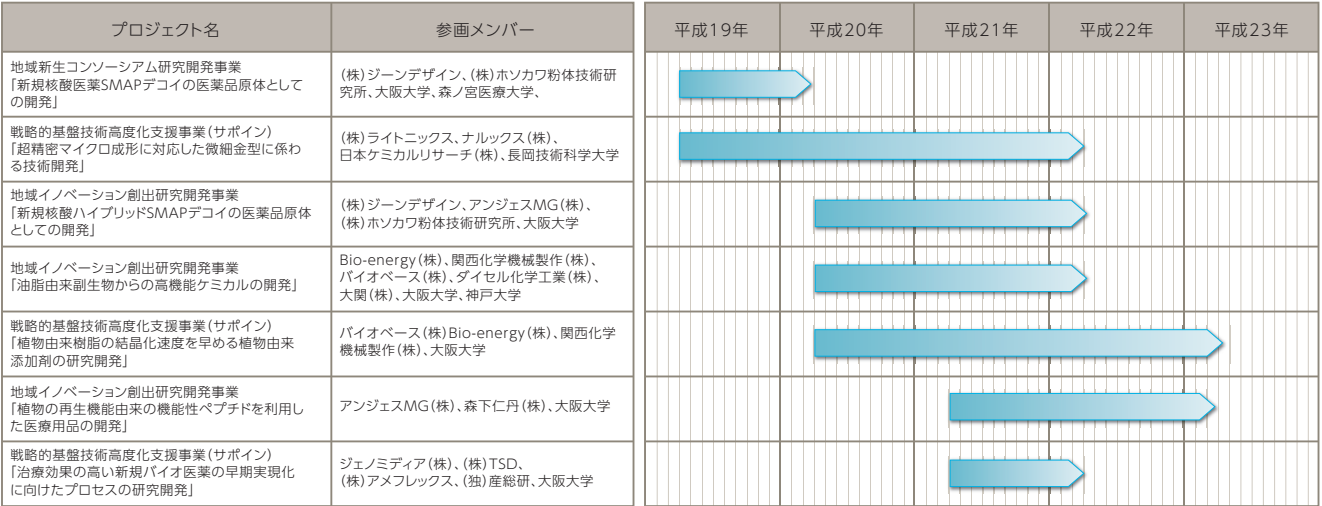 プロジェクト名
参画メンバー
平成19年
平成20年
平成21年
平成22年
平成23年
地域新生コンソーシアム研究開発事業
「新規核酸医薬SMAPデコイの医薬品原体として
の開発」
(株)ジーンデザイン、(株)ホソカワ粉体技術研
究所、大阪大学、森ノ宮医療大学、
戦略的基盤技術高度化支援事業(サポイン)
「超精密マイクロ成形に対応した微細金型に係わ
る技術開発」
(株)ライトニックス、ナルックス(株)、
日本ケミカルリサーチ(株)、長岡技術科学大学
地域イノベーション創出研究開発事業
「新規核酸ハイブリッドSMAPデコイの医薬品原体
としての開発」
(株)ジーンデザイン、アンジェスMG(株)、
(株)ホソカワ粉体技術研究所、大阪大学
地域イノベーション創出研究開発事業
「油脂由来副生物からの高機能ケミカルの開発」
Bio-energy(株)、関西化学機械製作(株)、
バイオベース(株)、ダイセル化学工業(株)、
大関(株)、大阪大学、神戸大学
戦略的基盤技術高度化支援事業(サポイン)
「植物由来樹脂の結晶化速度を早める植物由来
添加剤の研究開発」
バイオベース(株)Bio-energy(株)、関西化学
機械製作(株)、大阪大学
地域イノベーション創出研究開発事業
「植物の再生機能由来の機能性ペプチドを利用し
た医療用品の開発」
アンジェスMG(株)、森下仁丹(株)、大阪大学
戦略的基盤技術高度化支援事業(サポイン)
「治療効果の高い新規バイオ医薬の早期実現化
に向けたプロセスの研究開発」
ジェノミディア(株)、(株)TSD、
(株)アメフレックス、(独)産総研、大阪大学